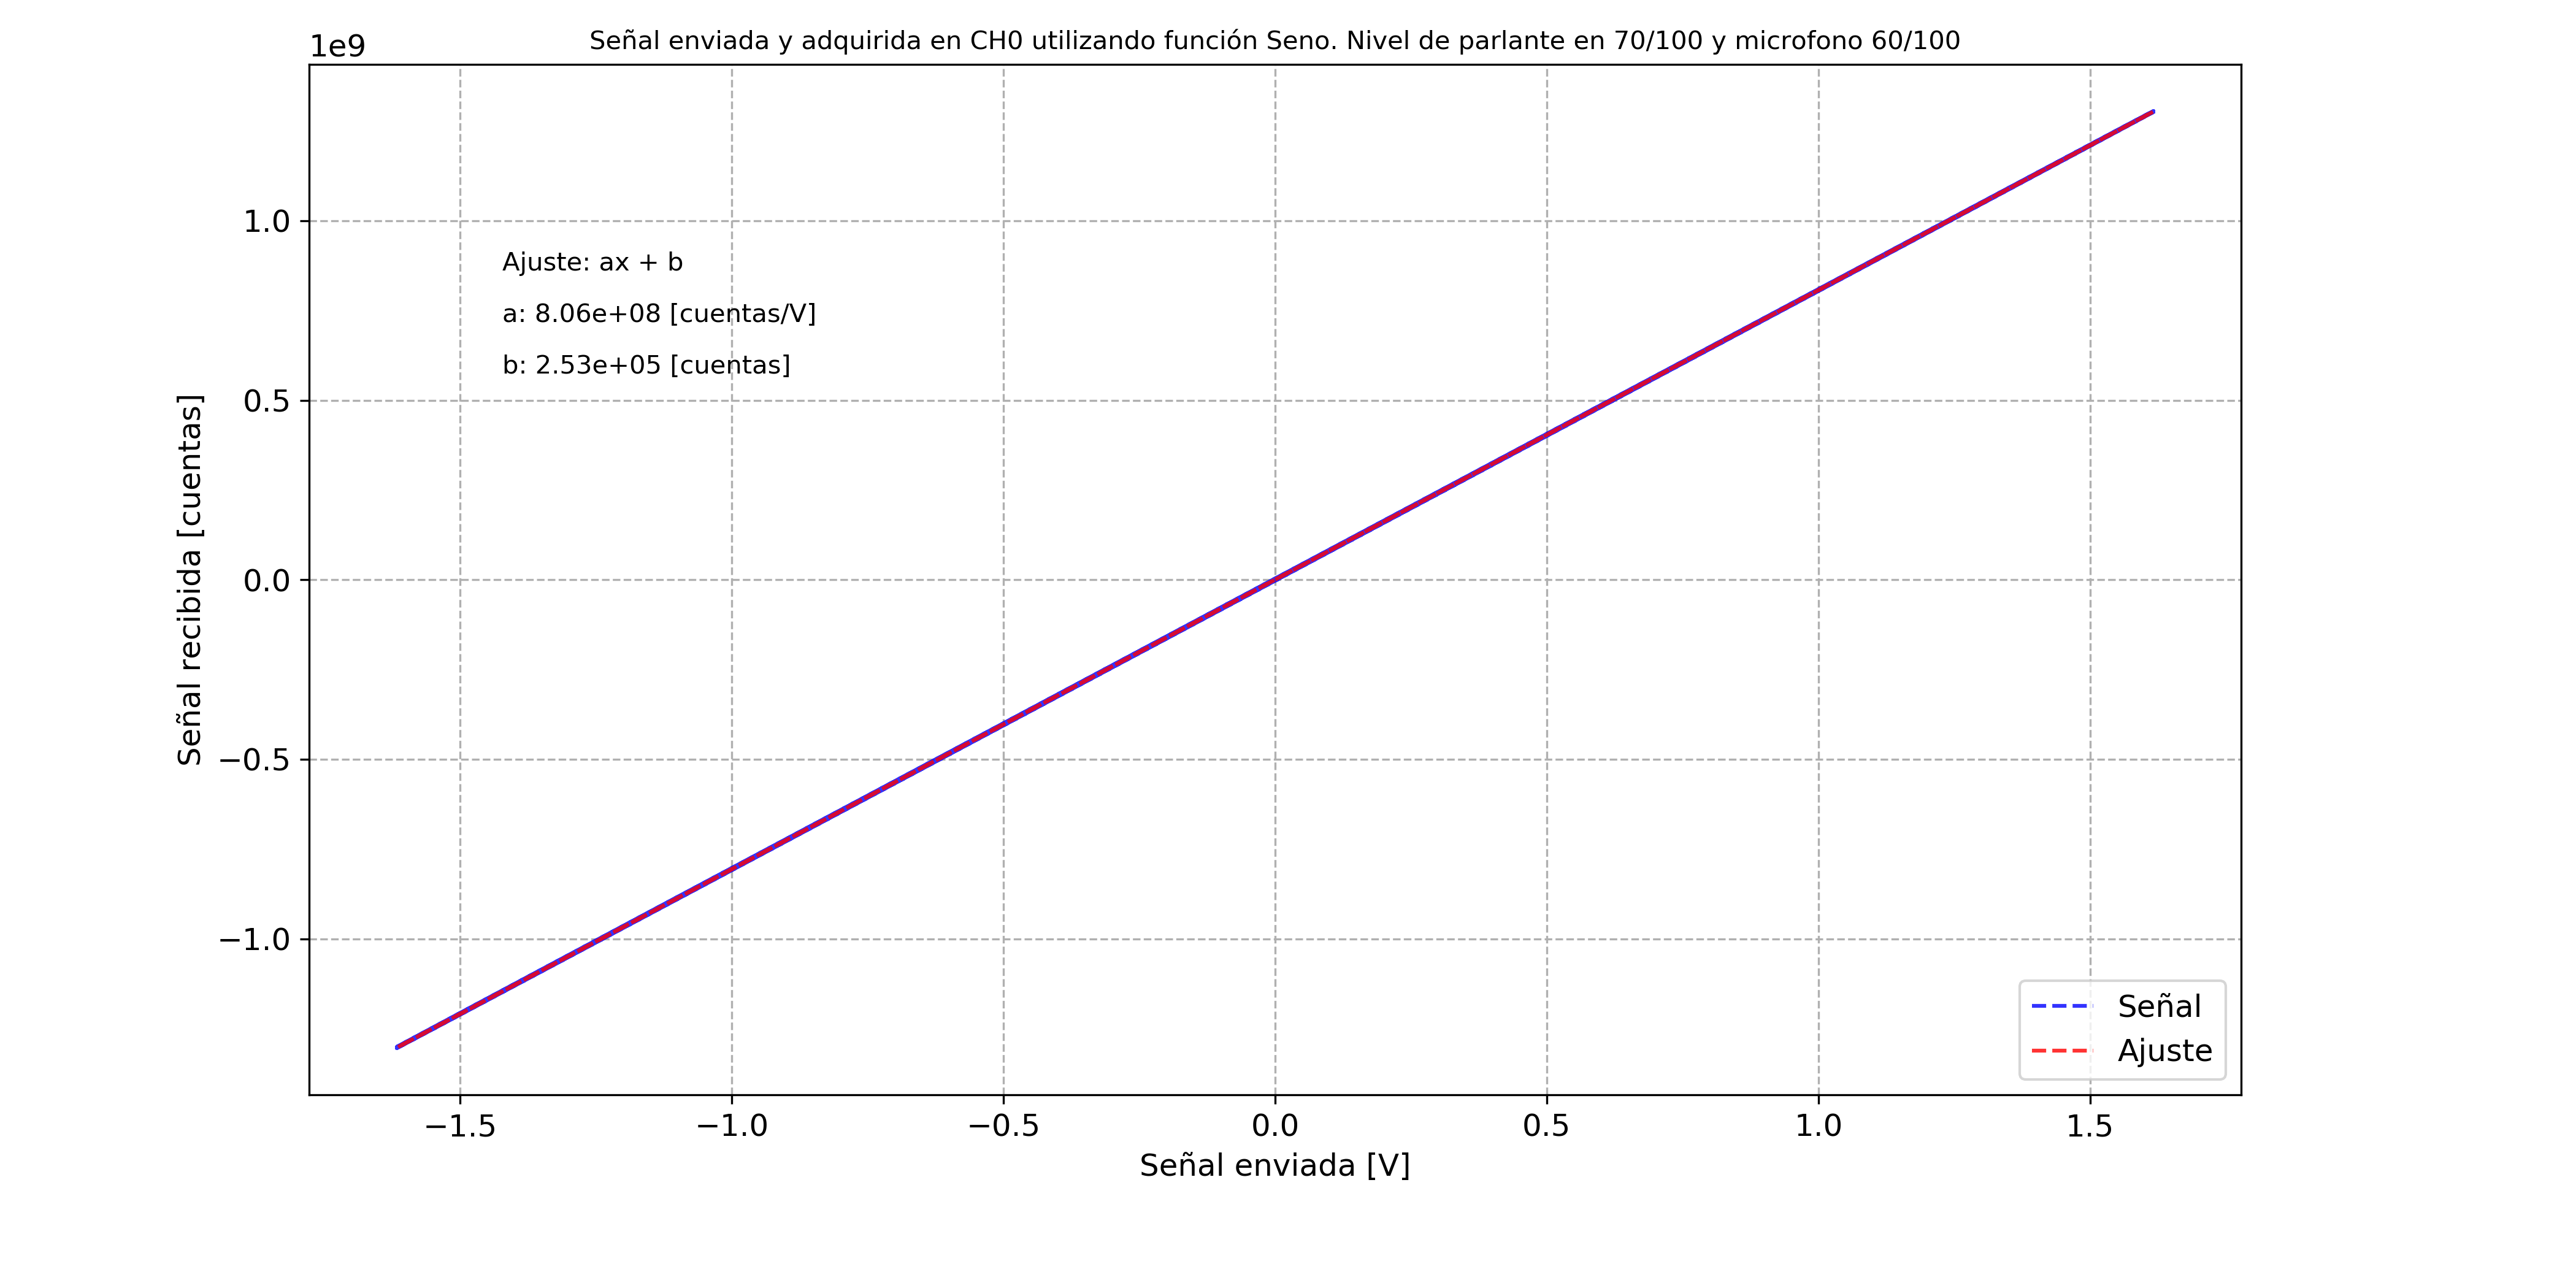 1e9
Señal enviada y adquirida en CH0 utilizando función Seno. Nivel de parlante en 70/100 y microfono 60/100
Señal recibida [cuentas]
1.0
0.5
0.0
−0.5
−1.0
Ajuste: ax + b
a: 8.06e+08 [cuentas/V]
b: 2.53e+05 [cuentas]
Señal
Ajuste
−1.5 −1.0 −0.5 0.0 0.5 1.0 1.5
Señal enviada [V]